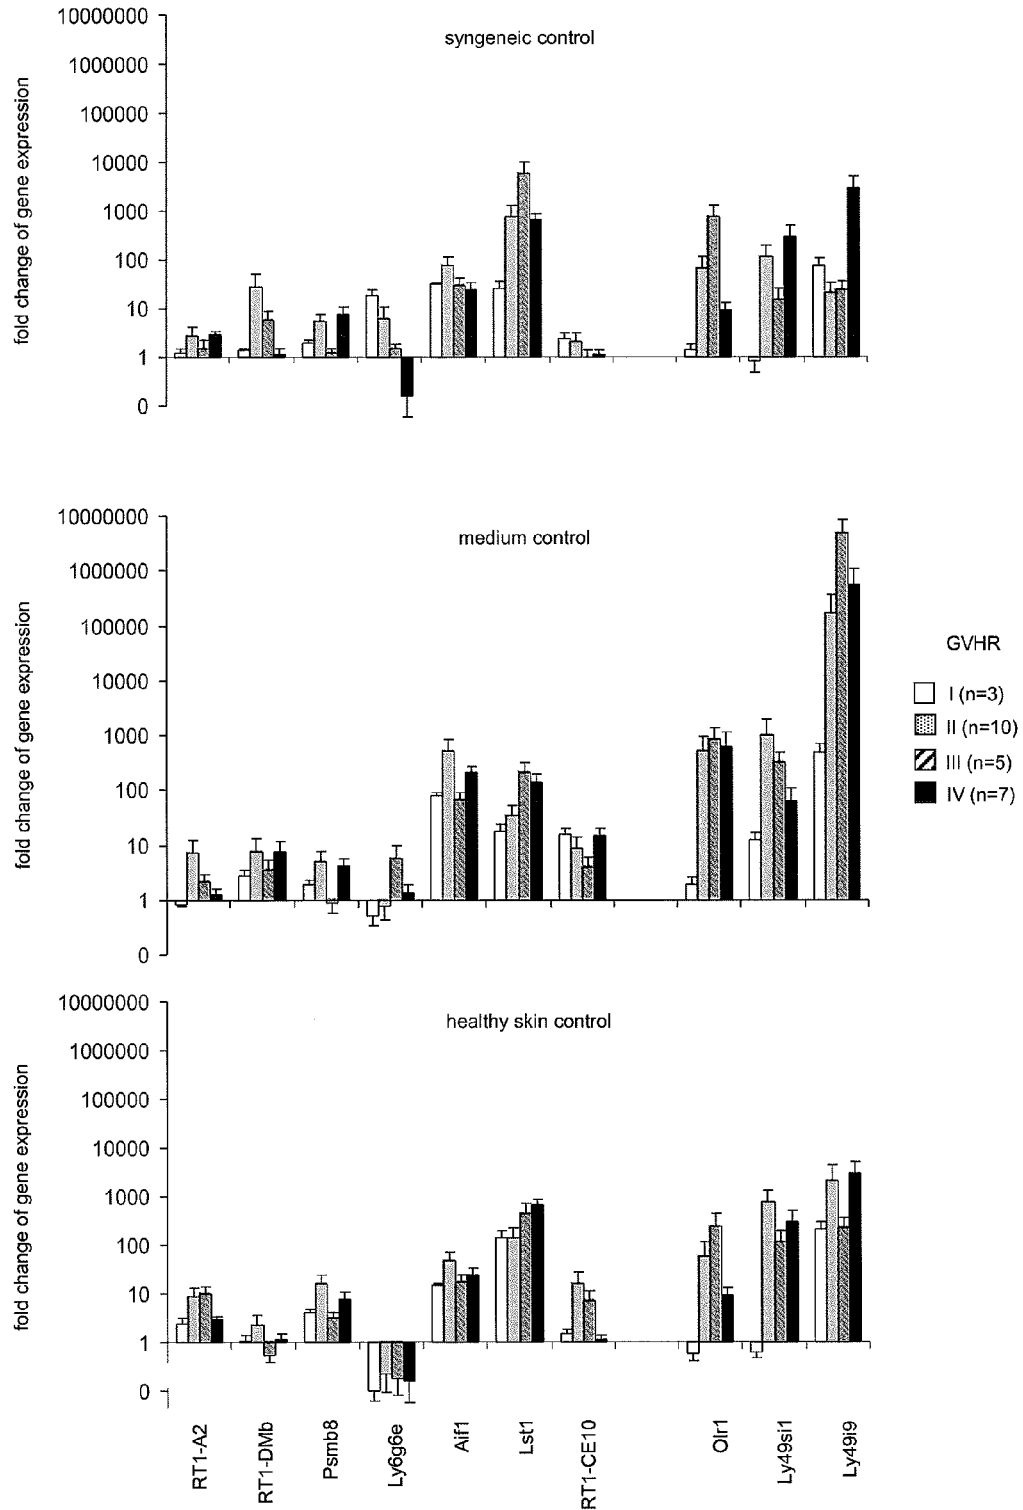 syngeneic control
fold change of gene expression
10000000
1000000
100000
10000
1000
100
10
1
0
medium control
fold change of gene expression
10000000
1000000
100000
10000
1000
100
10
1
0
GVHR
I (n=3)
II (n=10)
III (n=5)
IV (n=7)
healthy skin control
fold change of gene expression
10000000
1000000
100000
10000
1000
100
10
1
0
RT1-A2
RT1-DMb
Psmb8
Ly6g6e
Aif1
Lst1
RT1-CE10
Olr1
Ly49si1
Ly49i9